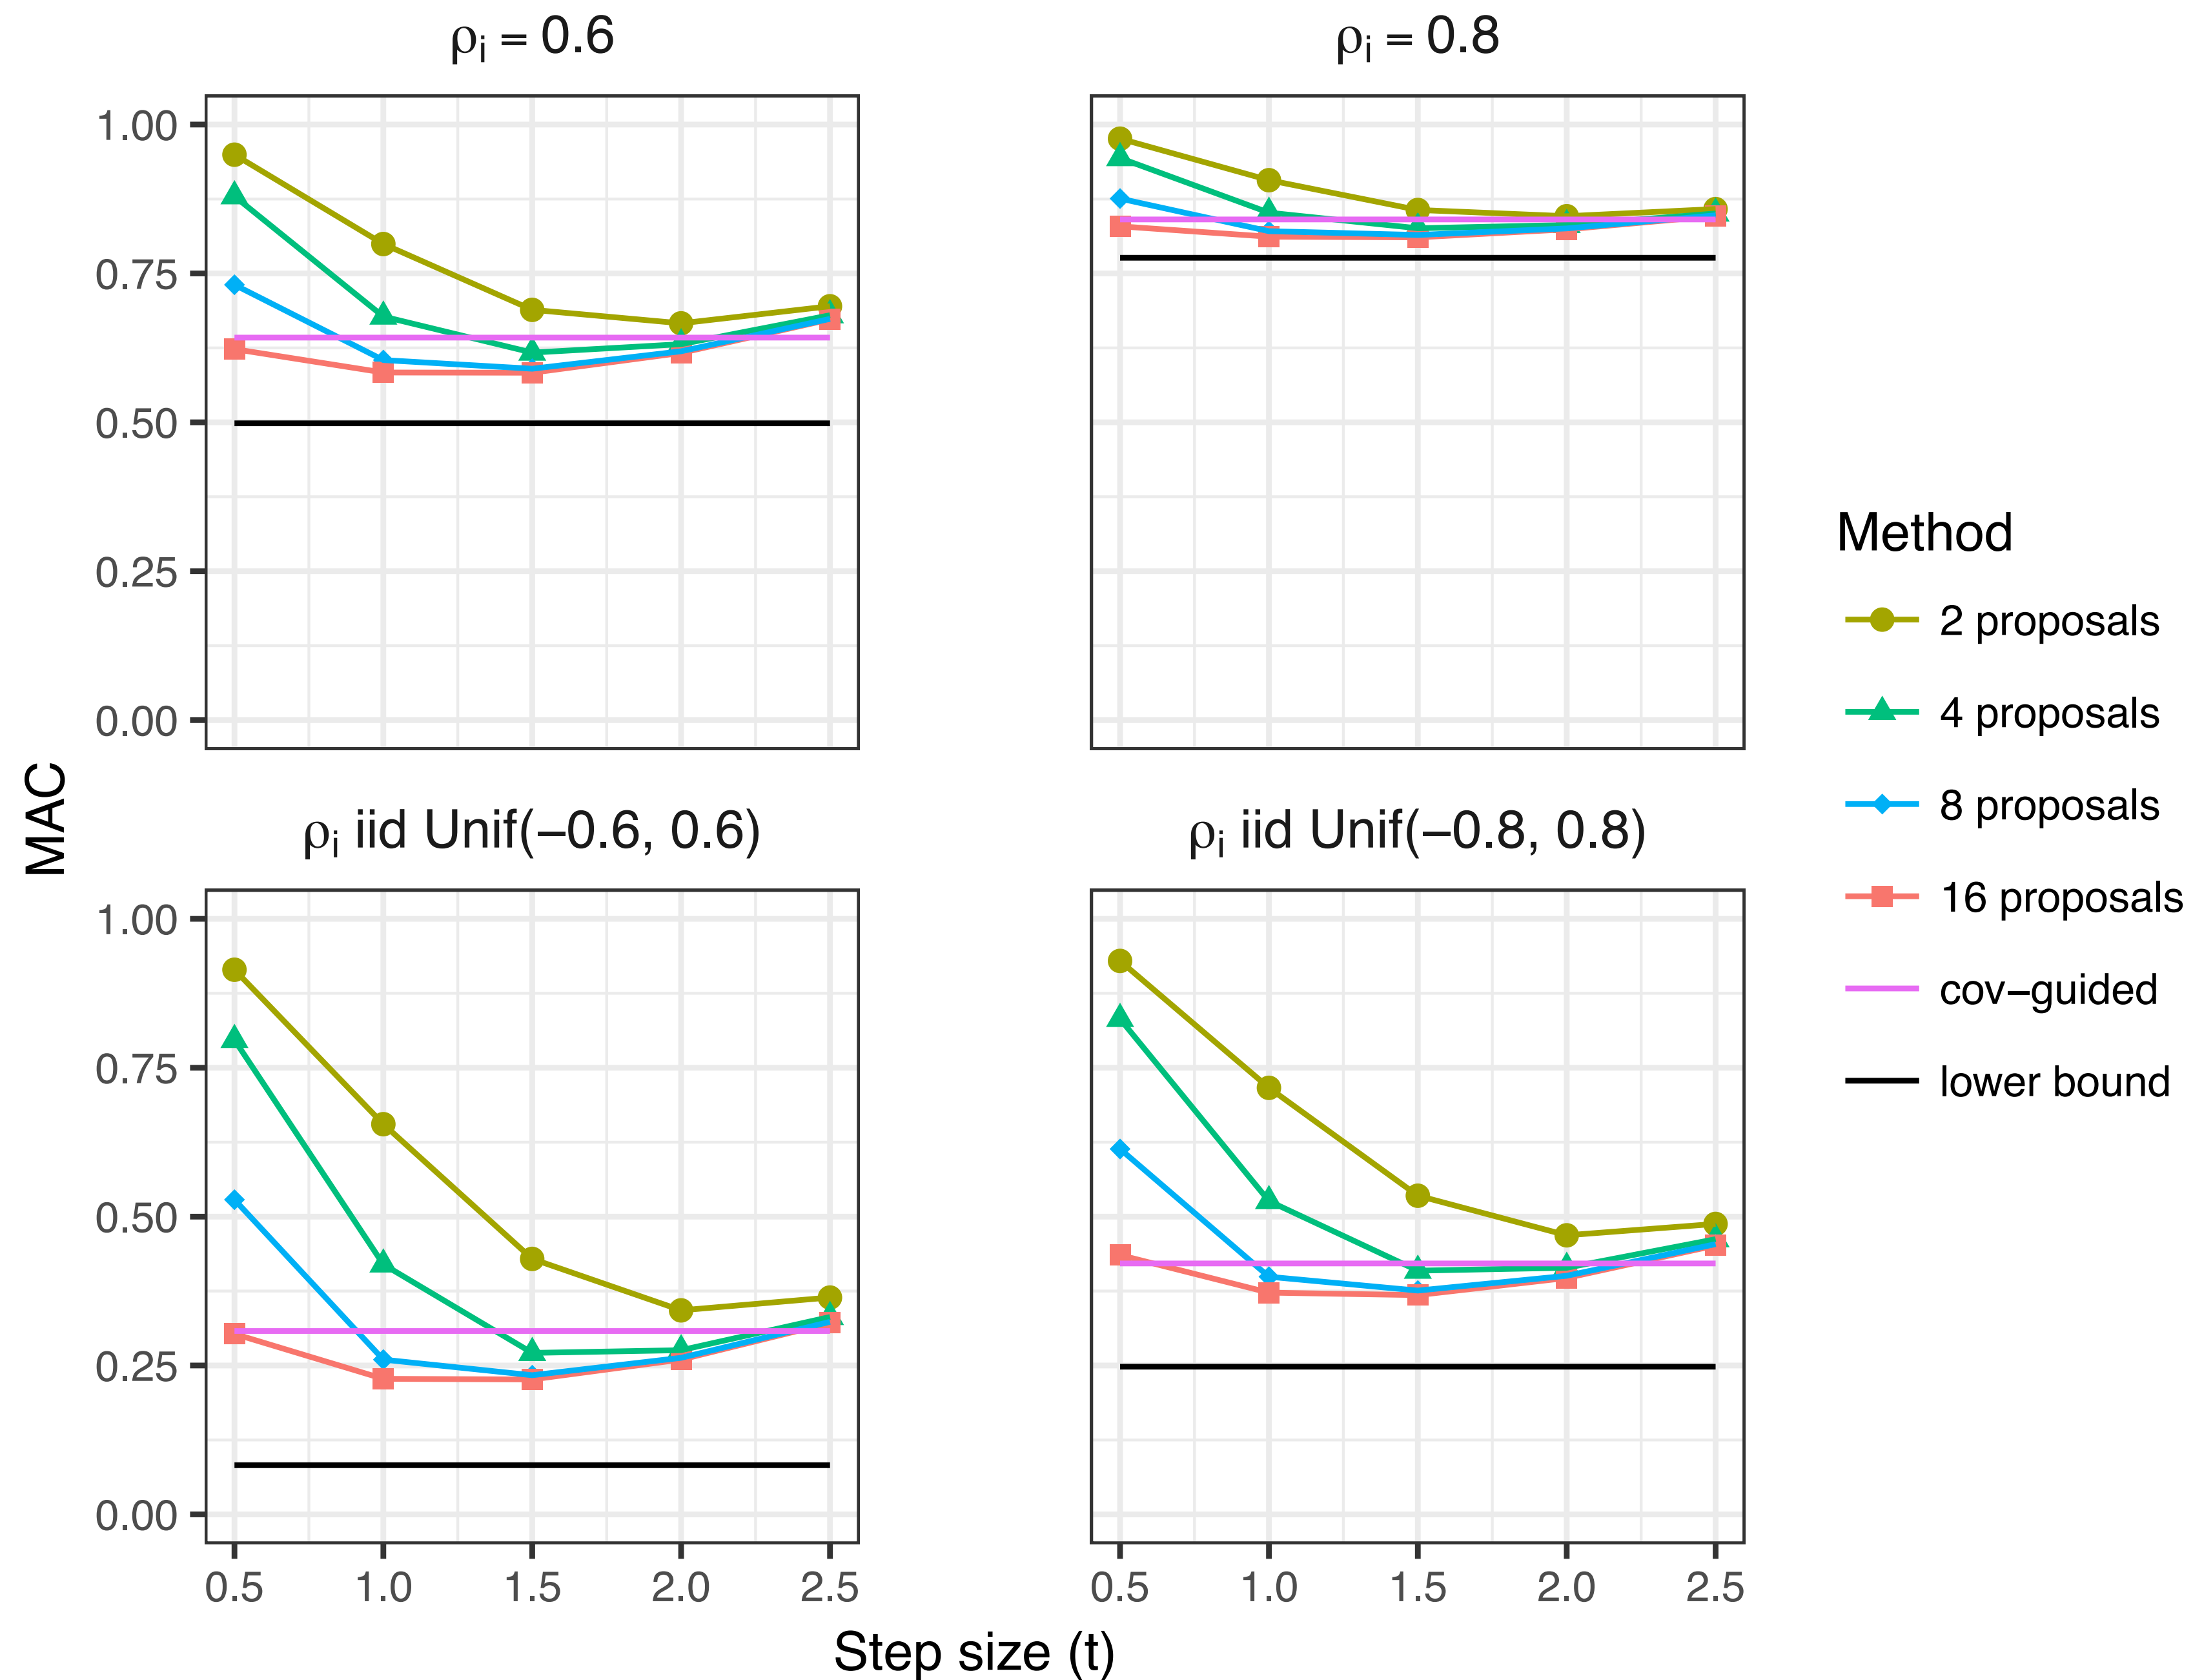 ρi = 0.6
ρi = 0.8
1.00
0.75
0.50
0.25
0.00
MAC
ρi iid Unif(−0.6, 0.6)
ρi iid Unif(−0.8, 0.8)
1.00
0.75
0.50
0.25
0.00
0.5 1.0 1.5 2.0 2.5
0.5 1.0 1.5 2.0 2.5
Step size (t)
Method
2 proposals
4 proposals
8 proposals
16 proposals
cov−guided
lower bound